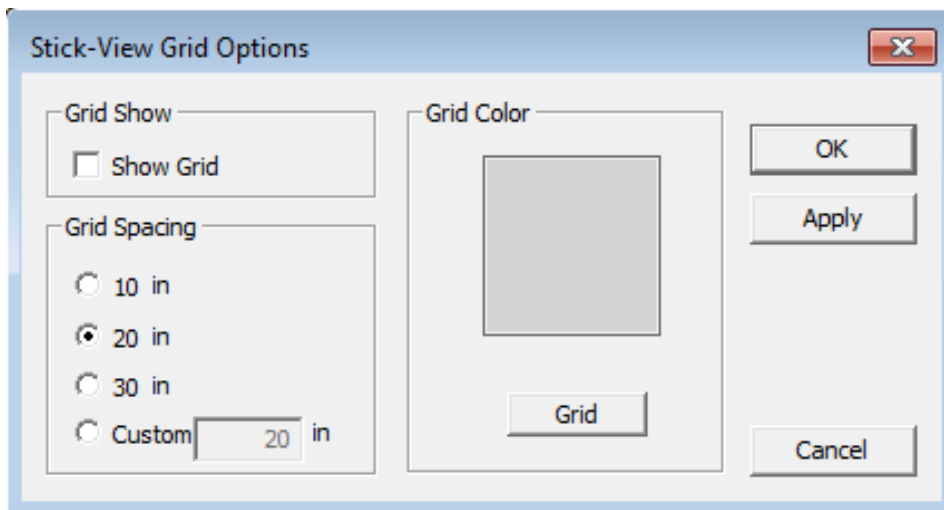 Stick-View Grid Options
Grid Show
Show Grid
Grid Spacing
10 in
20 in
30 in
Custom 20 in
Grid Color
Grid
OK
Apply
Cancel